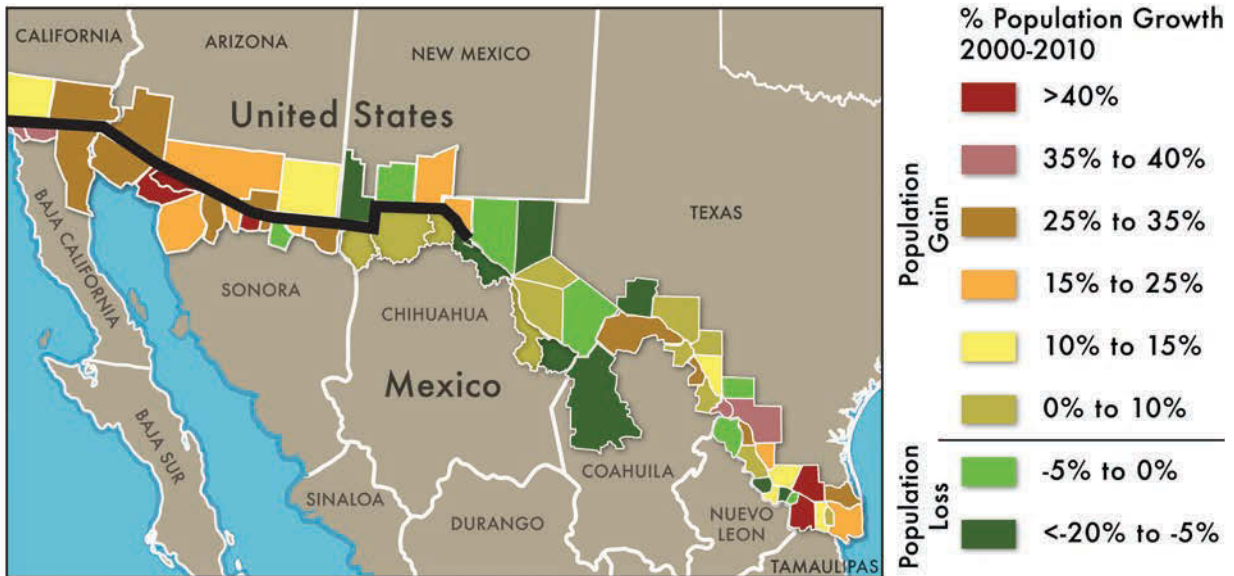 CALIFORNIA
ARIZONA
NEW MEXICO
United States
TEXAS
BAJA CALIFORNIA
SONORA
CHIHUAHUA
Mexico
BAJA SUR
SINALOA
DURANGO
COAHUILA
NUEVO
LEON
TAMAULIPAS
% Population Growth
2000-2010
Population
Gain
>40%
35% to 40%
25% to 35%
15% to 25%
10% to 15%
0% to 10%
Population
Loss
-5% to 0%
<-20% to -5%